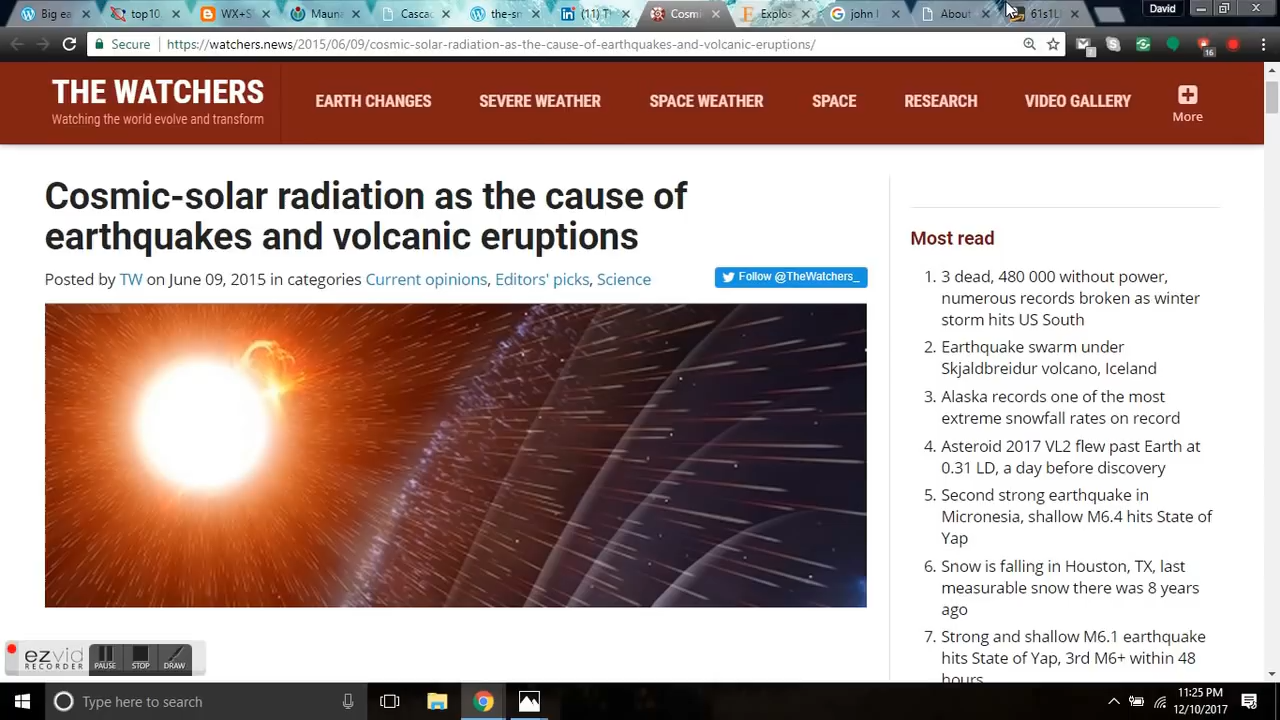 Big ea
top10
WX+S
Mauna
Cascac
the-sn
(11) T
Cosmi
Explos
john l
About
61s1L
David
Secure
https://watchers.news/2015/06/09/cosmic-solar-radiation-as-the-cause-of-earthquakes-and-volcanic-eruptions/
16
THE WATCHERS
Watching the world evolve and transform
EARTH CHANGES
SEVERE WEATHER
SPACE WEATHER
SPACE
RESEARCH
VIDEO GALLERY
More
Cosmic-solar radiation as the cause of
earthquakes and volcanic eruptions
Posted by TW on June 09, 2015 in categories Current opinions, Editors' picks, Science
Follow @TheWatchers_
Most read
1. 3 dead, 480 000 without power,
numerous records broken as winter
storm hits US South
2. Earthquake swarm under
Skjaldbreidur volcano, Iceland
3. Alaska records one of the most
extreme snowfall rates on record
4. Asteroid 2017 VL2 flew past Earth at
0.31 LD, a day before discovery
5. Second strong earthquake in
Micronesia, shallow M6.4 hits State of
Yap
6. Snow is falling in Houston, TX, last
measurable snow there was 8 years
ago
7. Strong and shallow M6.1 earthquake
hits State of Yap, 3rd M6+ within 48
hours
ezvid
RECORDER
PAUSE
STOP
DRAW
Type here to search
11:25 PM
12/10/2017